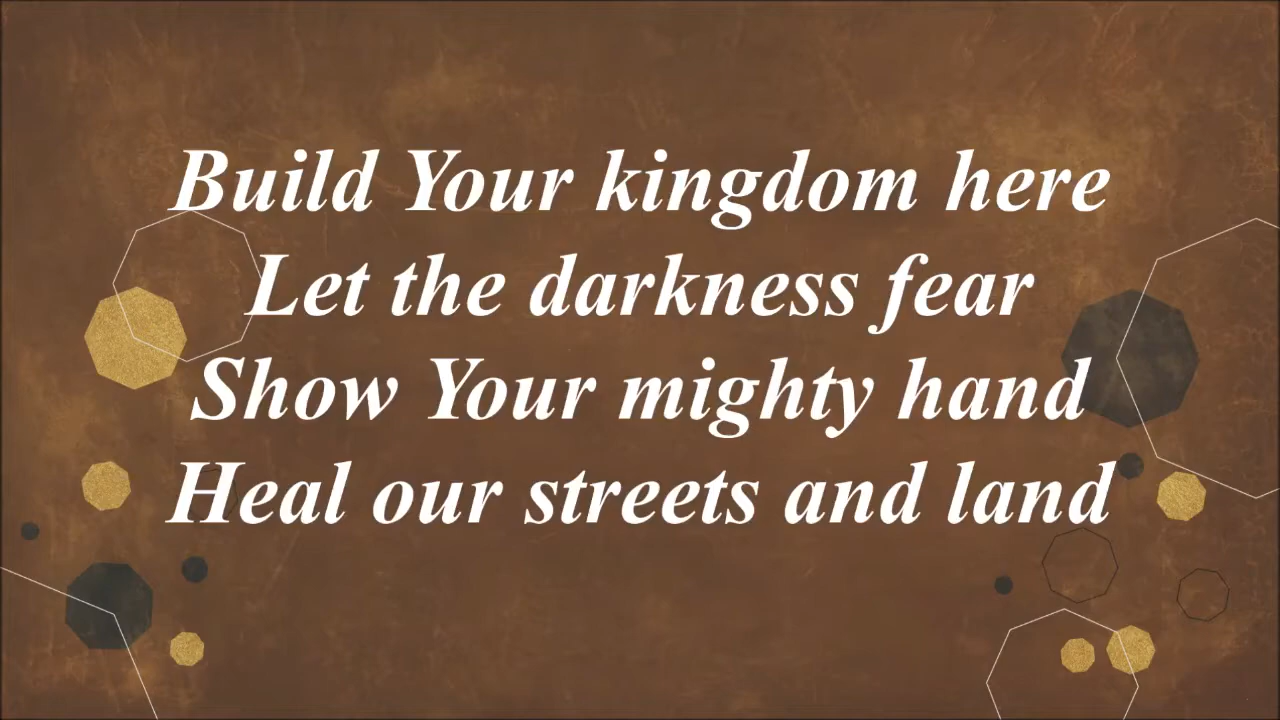 Build Your kingdom here
Let the darkness fear
Show Your mighty hand
Heal our streets and land